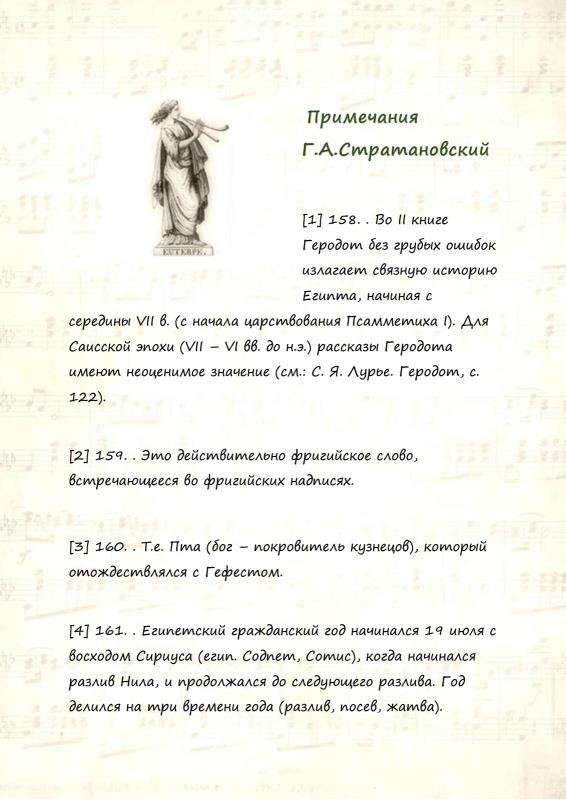 Примечания
Г.А.Стратановский
EUTERPE.
[1] 158. . Во II книге
Геродот без грубых ошибок
излагает связную историю
Египта, начиная с
середины VII в. (с начала царствования Псамметиха I). Для
Саисской эпохи (VII – VI вв. до н.э.) рассказы Геродота
имеют неоценимое значение (см.: С. Я. Лурье. Геродот, с.
122).
[2] 159. . Это действительно фригийское слово,
встречающееся во фригийских надписях.
[3] 160. . Т.е. Пта (бог – покровитель кузнецов), который
отождествлялся с Гефестом.
[4] 161. . Египетский гражданский год начинался 19 июля с
восходом Сириуса (егип. Содпет, Сотис), когда начинался
разлив Нила, и продолжался до следующего разлива. Год
делился на три времени года (разлив, посев, жатва).